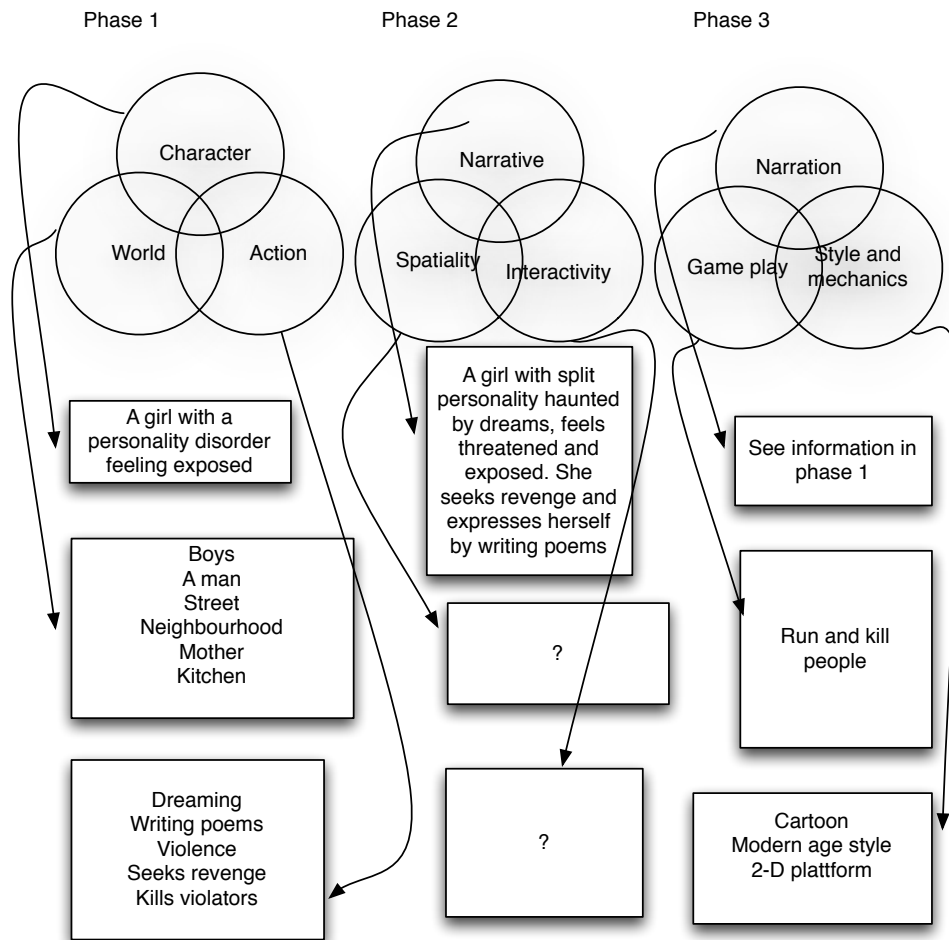 Phase 1
Phase 2
Phase 3
Character
World
Action
Narrative
Spatiality
Interactivity
Narration
Game play
Style and
mechanics
A girl with a
personality disorder
feeling exposed
Boys
A man
Street
Neighbourhood
Mother
Kitchen
Dreaming
Writing poems
Violence
Seeks revenge
Kills violators
A girl with split
personality haunted
by dreams, feels
threatened and
exposed. She
seeks revenge and
expresses herself
by writing poems
?
?
See information in
phase 1
Run and kill
people
Cartoon
Modern age style
2-D plattform